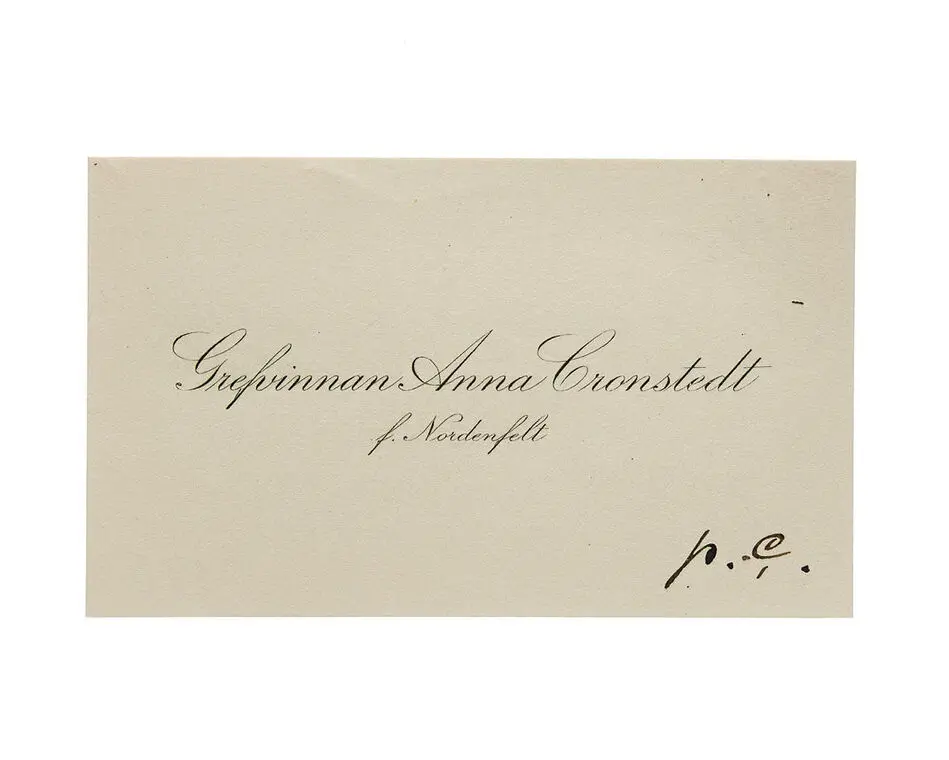 Grefvinnan Anna Cronstedt
f. Nordenfelt
p. c.